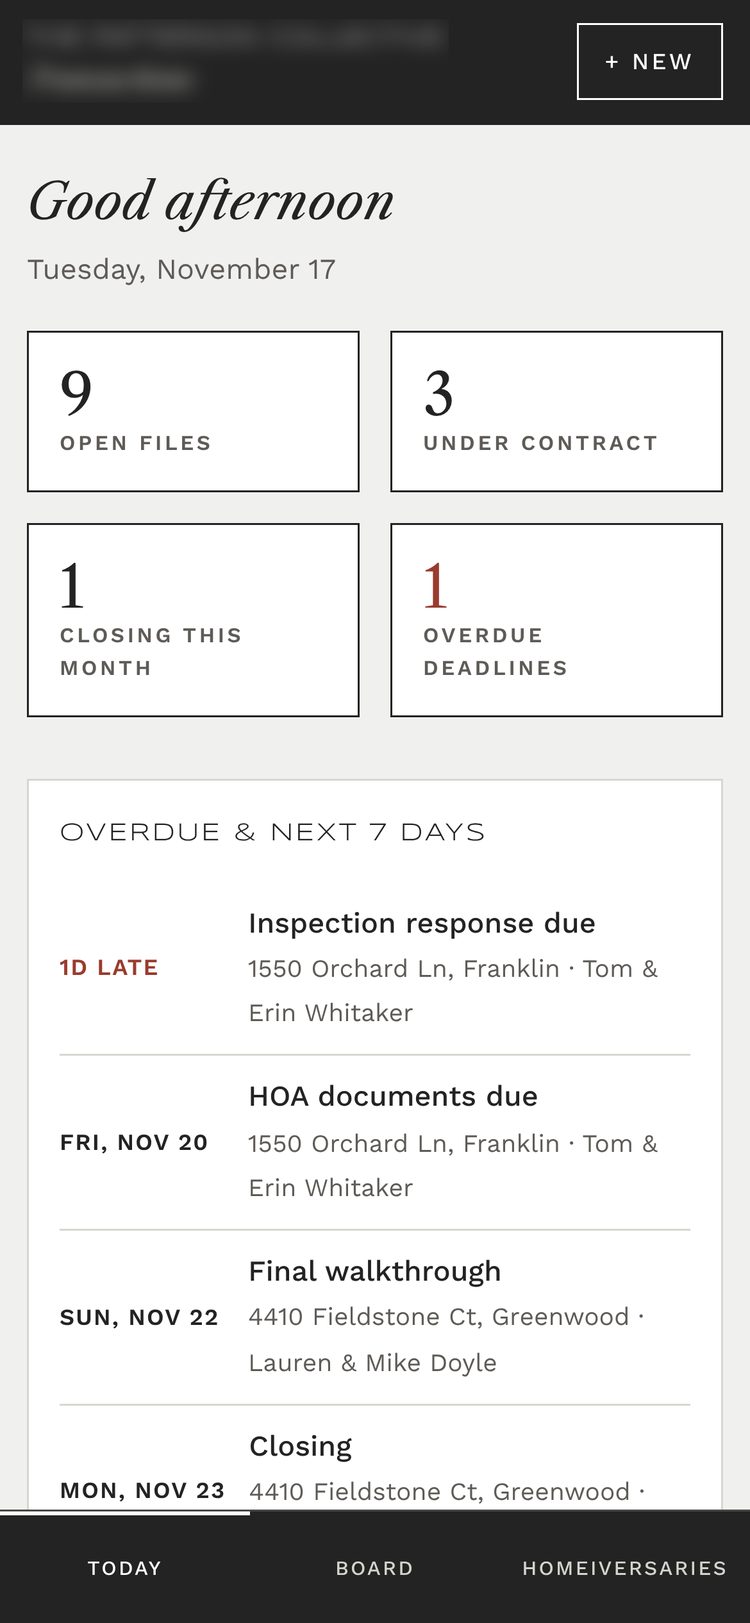 + NEW
Good afternoon
Tuesday, November 17
9
OPEN FILES
3
UNDER CONTRACT
1
CLOSING THIS
MONTH
1
OVERDUE
DEADLINES
OVERDUE & NEXT 7 DAYS
1D LATE
Inspection response due
1550 Orchard Ln, Franklin · Tom &
Erin Whitaker
FRI, NOV 20
HOA documents due
1550 Orchard Ln, Franklin · Tom &
Erin Whitaker
SUN, NOV 22
Final walkthrough
4410 Fieldstone Ct, Greenwood ·
Lauren & Mike Doyle
MON, NOV 23
Closing
4410 Fieldstone Ct, Greenwood ·
TODAY
BOARD
HOMEIVERSARIES